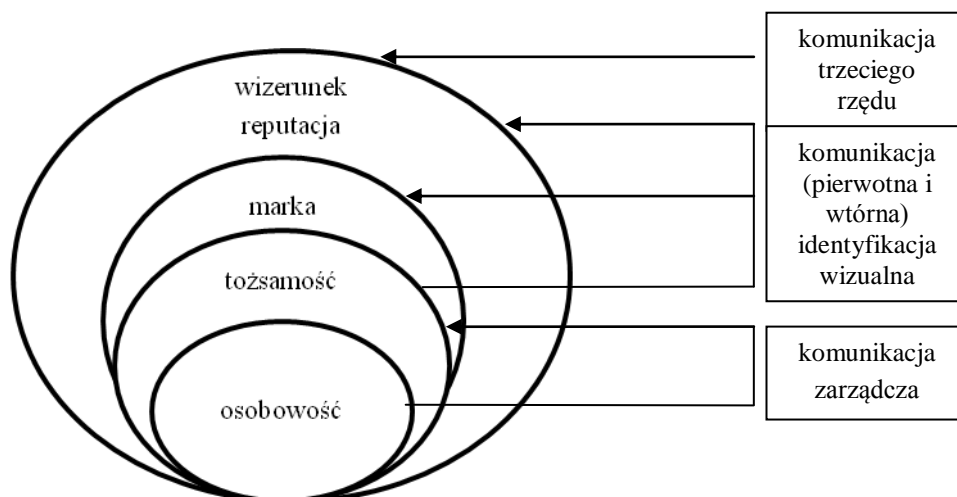 wizerunek
reputacja
marka
tożsamość
osobowość
komunikacja
trzeciego
rzędu
komunikacja
(pierwotna i
wtórna)
identyfikacja
wizualna
komunikacja
zarządcza